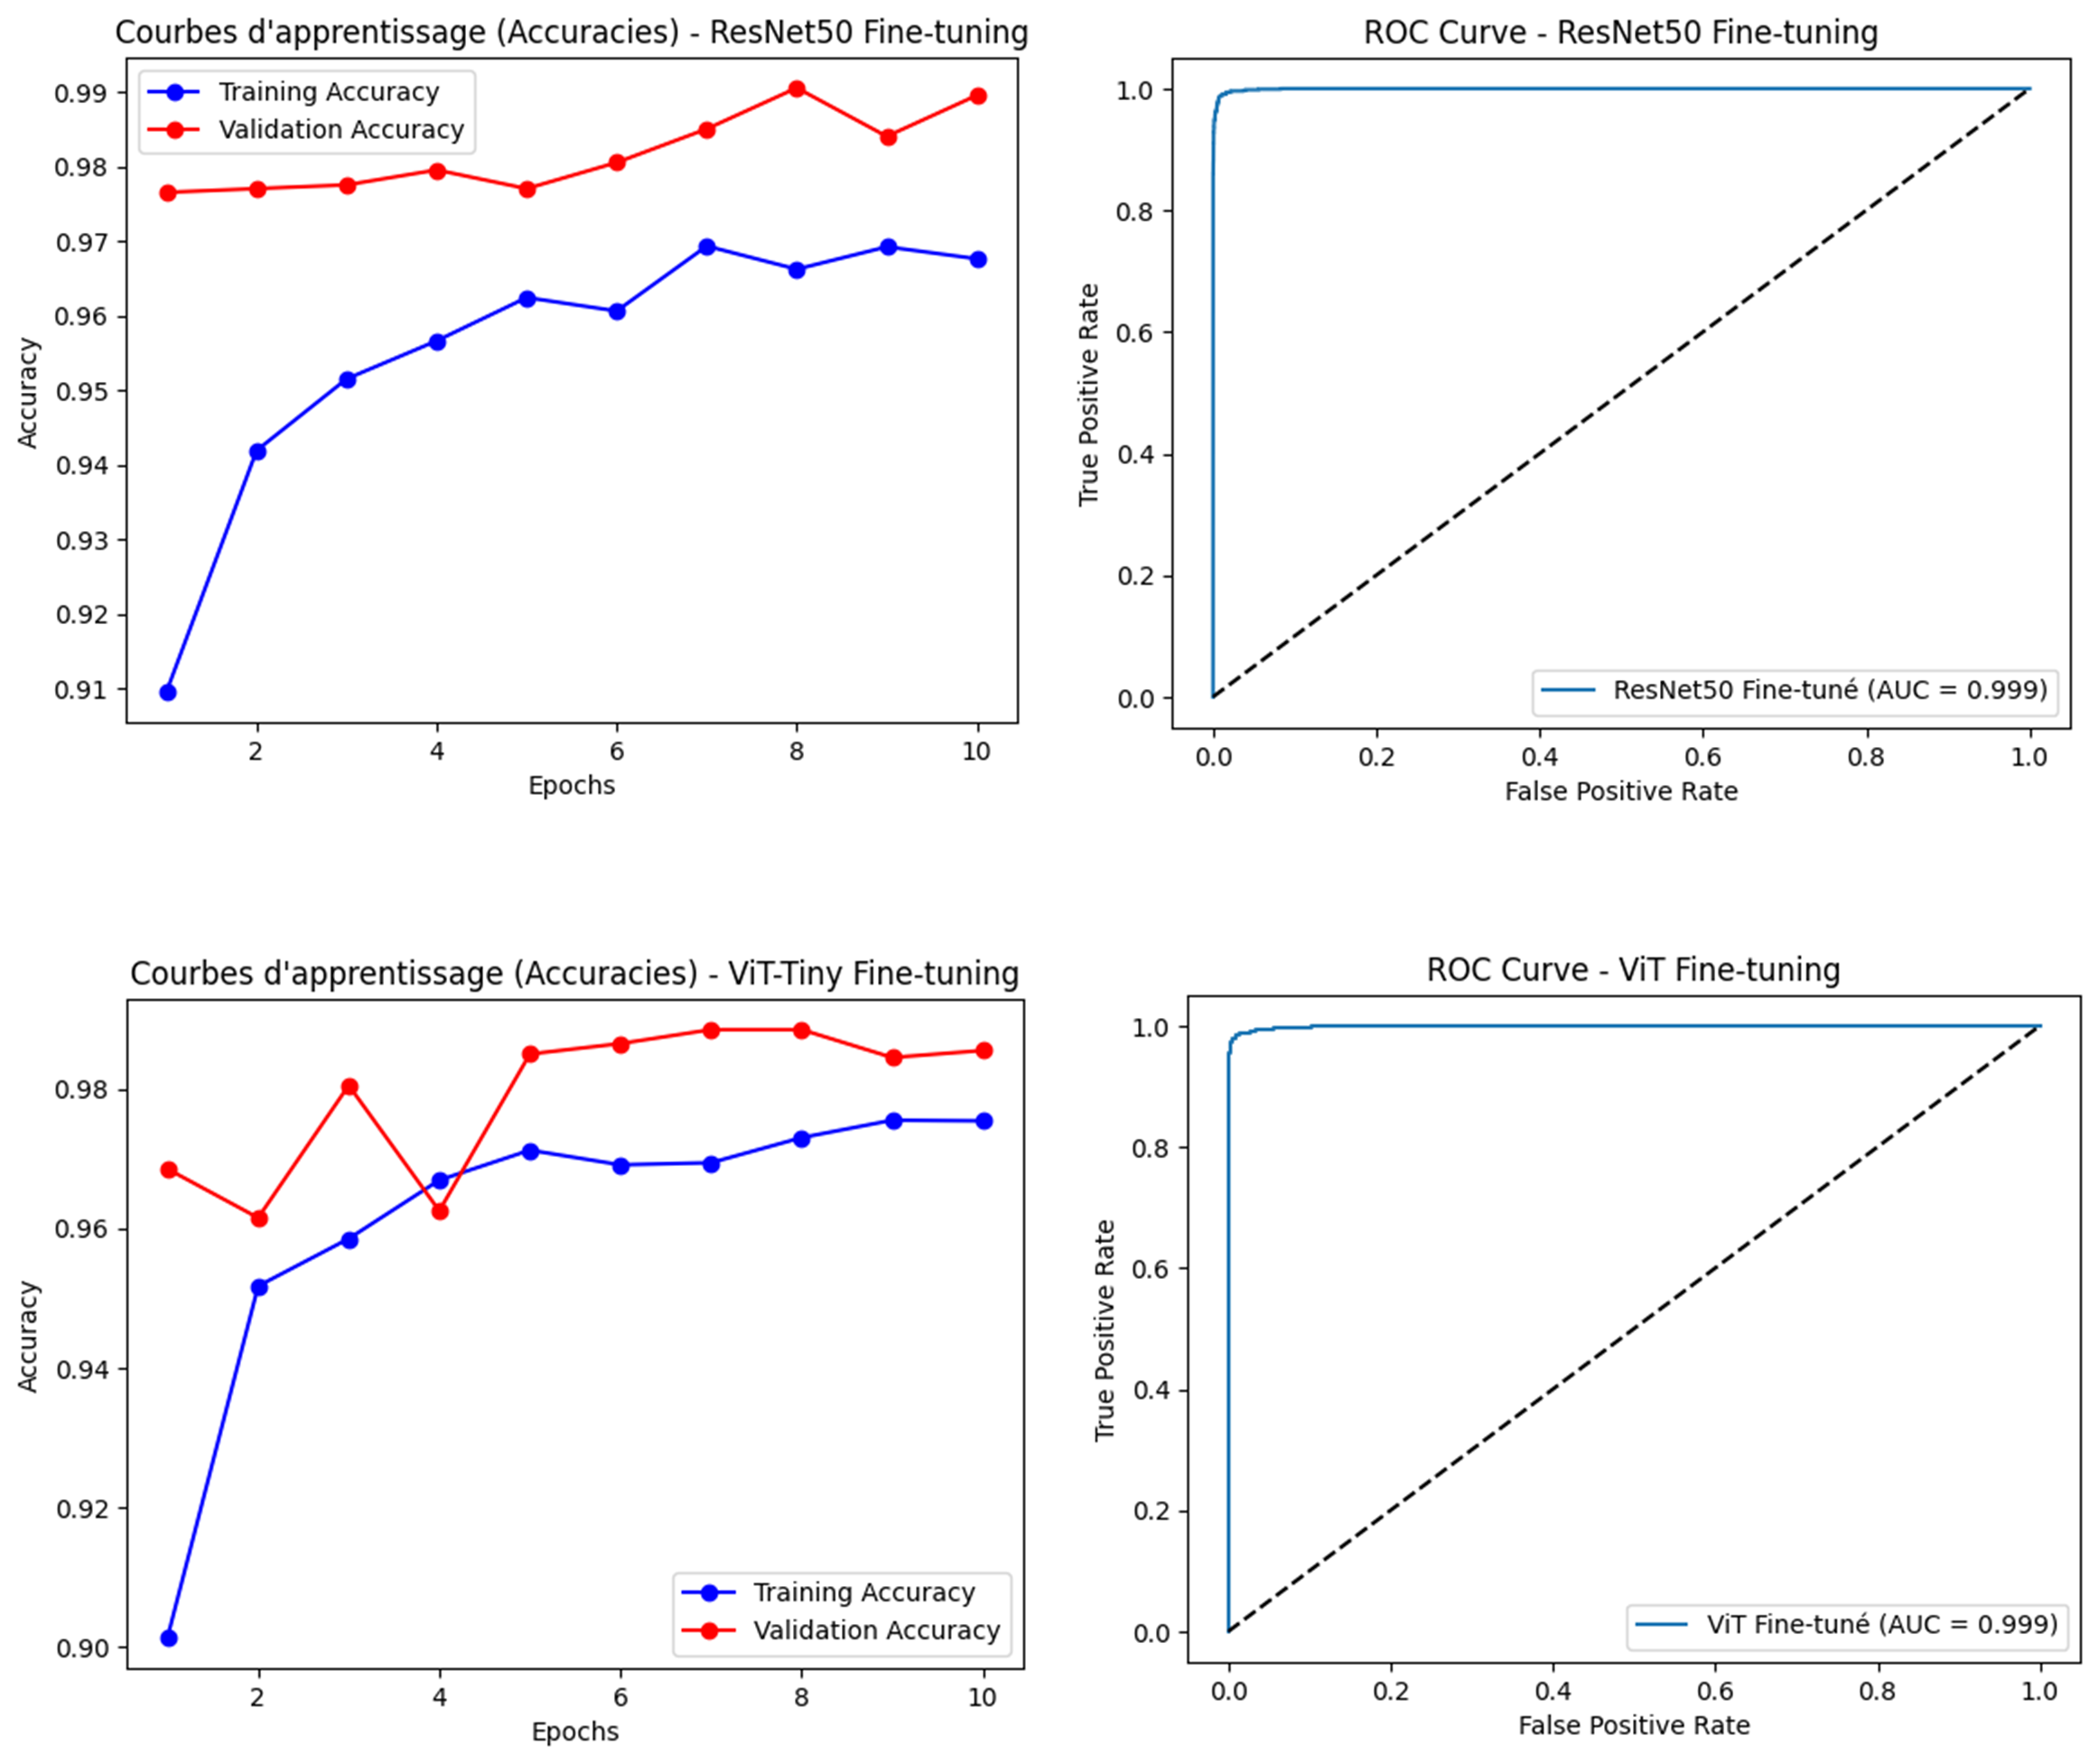 Courbes d'apprentissage (Accuracies) - ResNet50 Fine-tuning
Training Accuracy
Validation Accuracy
0.99
0.98
0.97
0.96
0.95
0.94
0.93
0.92
0.91
Accuracy
2 4 6 8 10
Epochs
ROC Curve - ResNet50 Fine-tuning
1.0
0.8
0.6
0.4
0.2
0.0
True Positive Rate
ResNet50 Fine-tuné (AUC = 0.999)
0.0 0.2 0.4 0.6 0.8 1.0
False Positive Rate
Courbes d'apprentissage (Accuracies) - ViT-Tiny Fine-tuning
0.98
0.96
0.94
0.92
0.90
Accuracy
Training Accuracy
Validation Accuracy
2 4 6 8 10
Epochs
ROC Curve - ViT Fine-tuning
1.0
0.8
0.6
0.4
0.2
0.0
True Positive Rate
ViT Fine-tuné (AUC = 0.999)
0.0 0.2 0.4 0.6 0.8 1.0
False Positive Rate